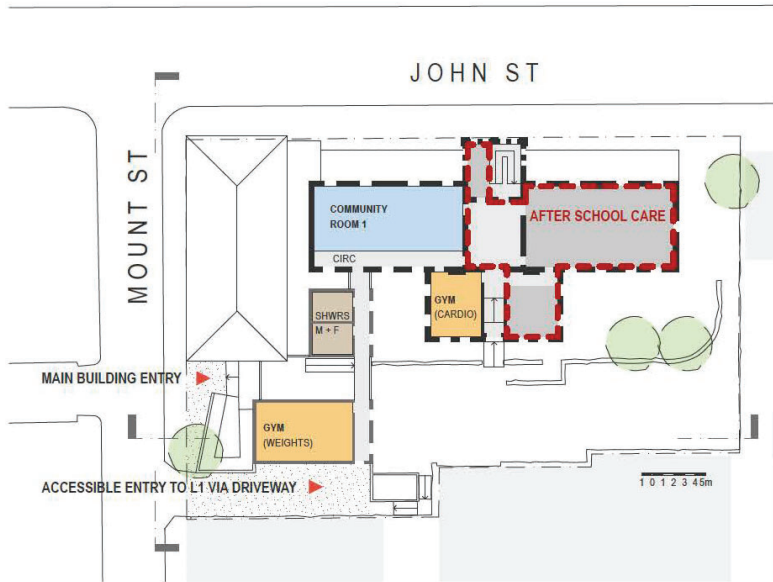 JOHN ST
MOUNT ST
COMMUNITY
ROOM 1
AFTER SCHOOL CARE
CIRC
GYM
(CARDIO)
SHWRS
M + F
MAIN BUILDING ENTRY
GYM
(WEIGHTS)
ACCESSIBLE ENTRY TO L1 VIA DRIVEWAY
1 0 1 2 3 4 5m